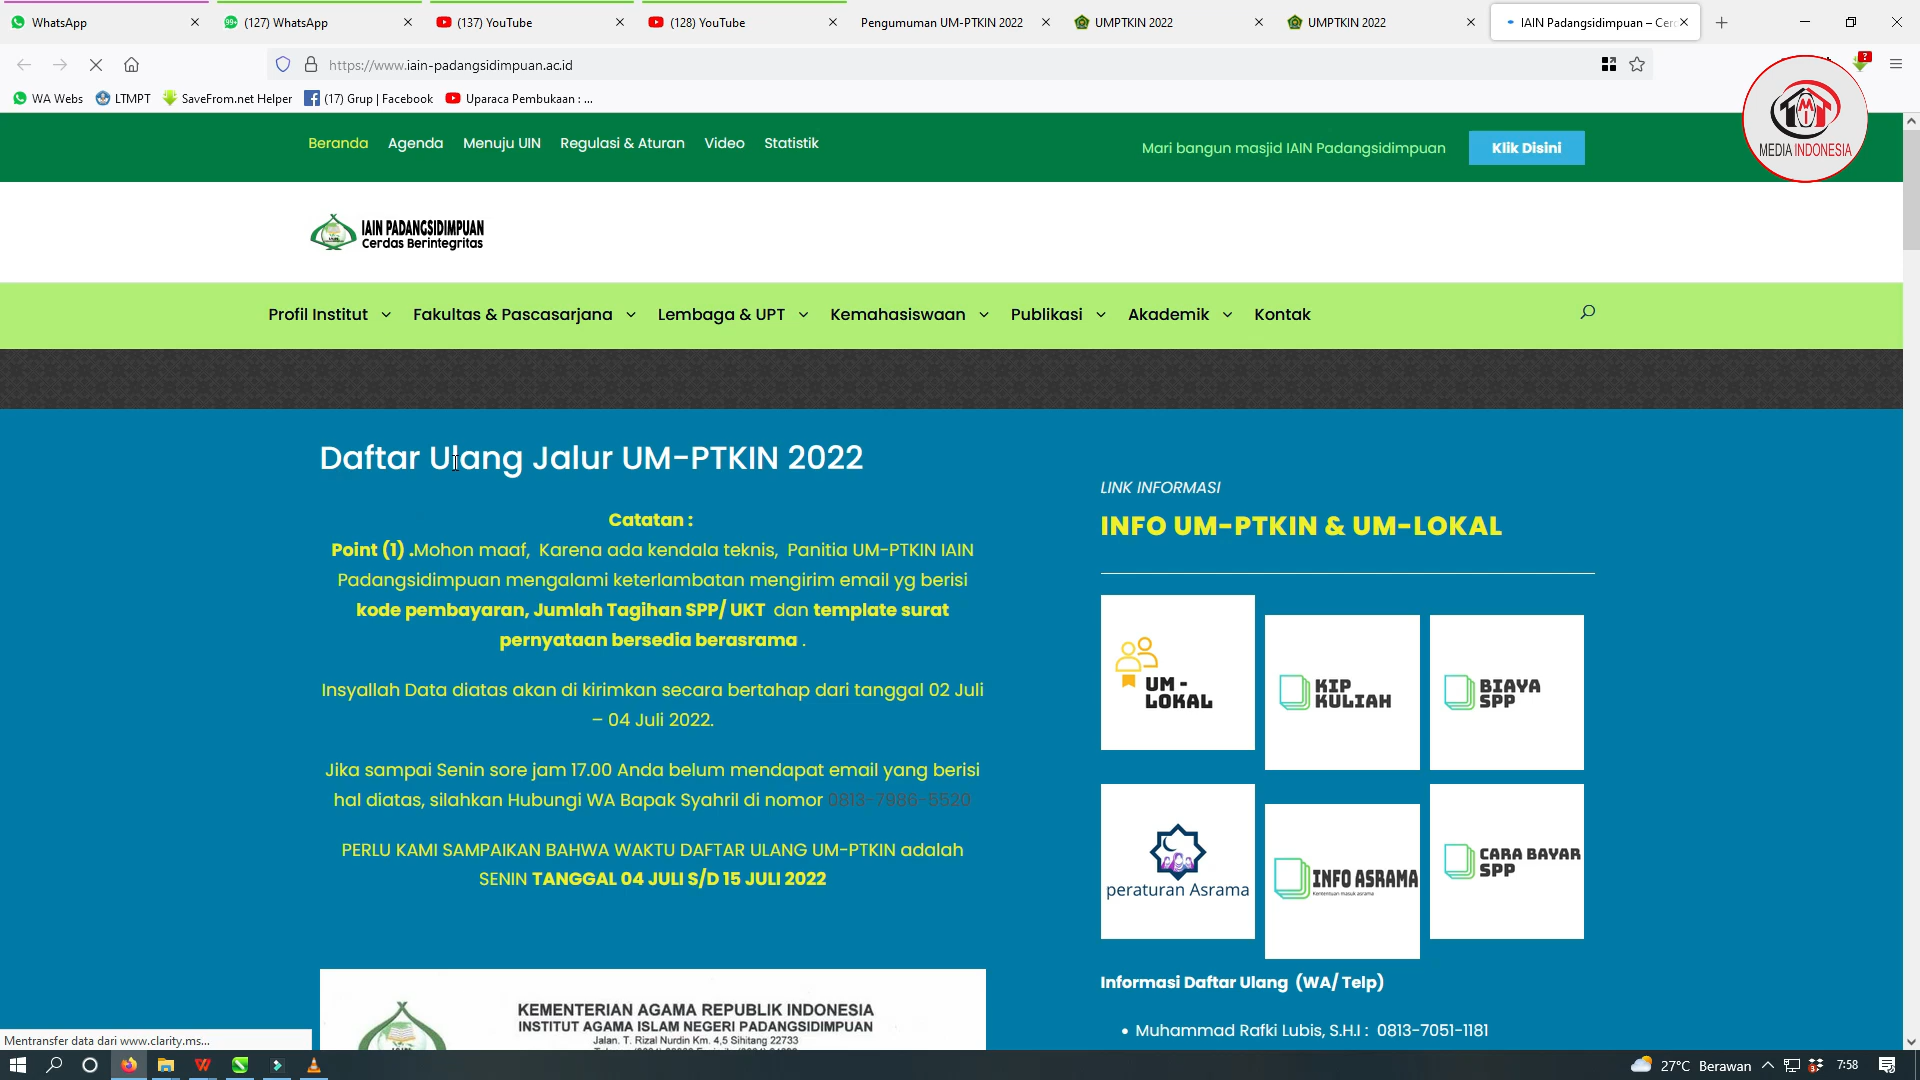 WhatsApp
(127) WhatsApp
(137) YouTube
(128) YouTube
Pengumuman UM-PTKIN 2022
UMPTKIN 2022
UMPTKIN 2022
IAIN Padangsidimpuan – Cerd
https://www.iain-padangsidimpuan.ac.id
WA Webs
LTMPT
SaveFrom.net Helper
(17) Grup | Facebook
Uparaca Pembukaan : ...
MIT
MEDIA INDONESIA
Beranda
Agenda
Menuju UIN
Regulasi & Aturan
Video
Statistik
Mari bangun masjid IAIN Padangsidimpuan
Klik Disini
IAIN PADANGSIDIMPUAN
Cerdas Berintegritas
Profil Institut
Fakultas & Pascasarjana
Lembaga & UPT
Kemahasiswaan
Publikasi
Akademik
Kontak
Daftar Ulang Jalur UM-PTKIN 2022
Catatan :
Point (1) .Mohon maaf, Karena ada kendala teknis, Panitia UM-PTKIN IAIN
Padangsidimpuan mengalami keterlambatan mengirim email yg berisi
kode pembayaran, Jumlah Tagihan SPP/ UKT dan template surat
pernyataan bersedia berasrama .
Insyallah Data diatas akan di kirimkan secara bertahap dari tanggal 02 Juli
– 04 Juli 2022.
Jika sampai Senin sore jam 17.00 Anda belum mendapat email yang berisi
hal diatas, silahkan Hubungi WA Bapak Syahril di nomor 0813-7986-5520
PERLU KAMI SAMPAIKAN BAHWA WAKTU DAFTAR ULANG UM-PTKIN adalah
SENIN TANGGAL 04 JULI S/D 15 JULI 2022
KEMENTERIAN AGAMA REPUBLIK INDONESIA
INSTITUT AGAMA ISLAM NEGERI PADANGSIDIMPUAN
Jalan. T. Rizal Nurdin Km. 4,5 Sihitang 22733
LINK INFORMASI
INFO UM-PTKIN & UM-LOKAL
UM -
LOKAL
KIP
KULIAH
BIAYA
SPP
peraturan Asrama
INFO ASRAMA
Ketentuan masuk asrama
CARA BAYAR
SPP
Informasi Daftar Ulang (WA/ Telp)
Muhammad Rafki Lubis, S.H.I : 0813-7051-1181
Mentransfer data dari www.clarity.ms...
27°C Berawan
7:58